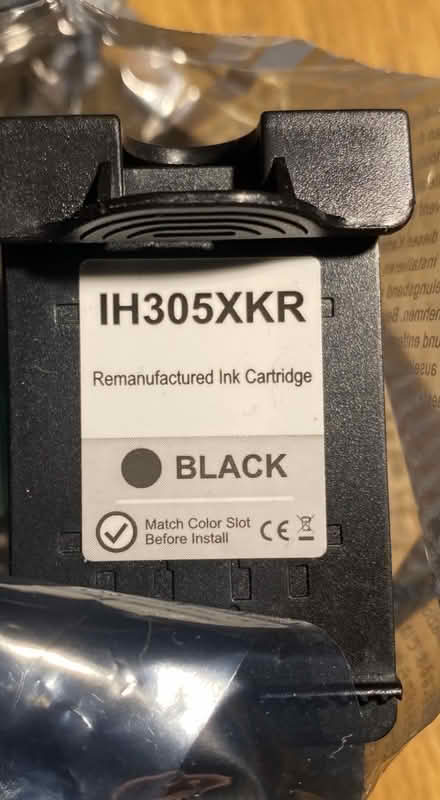 IH305XKR
Remanufactured Ink Cartridge
BLACK
Match Color Slot
Before Install
CE